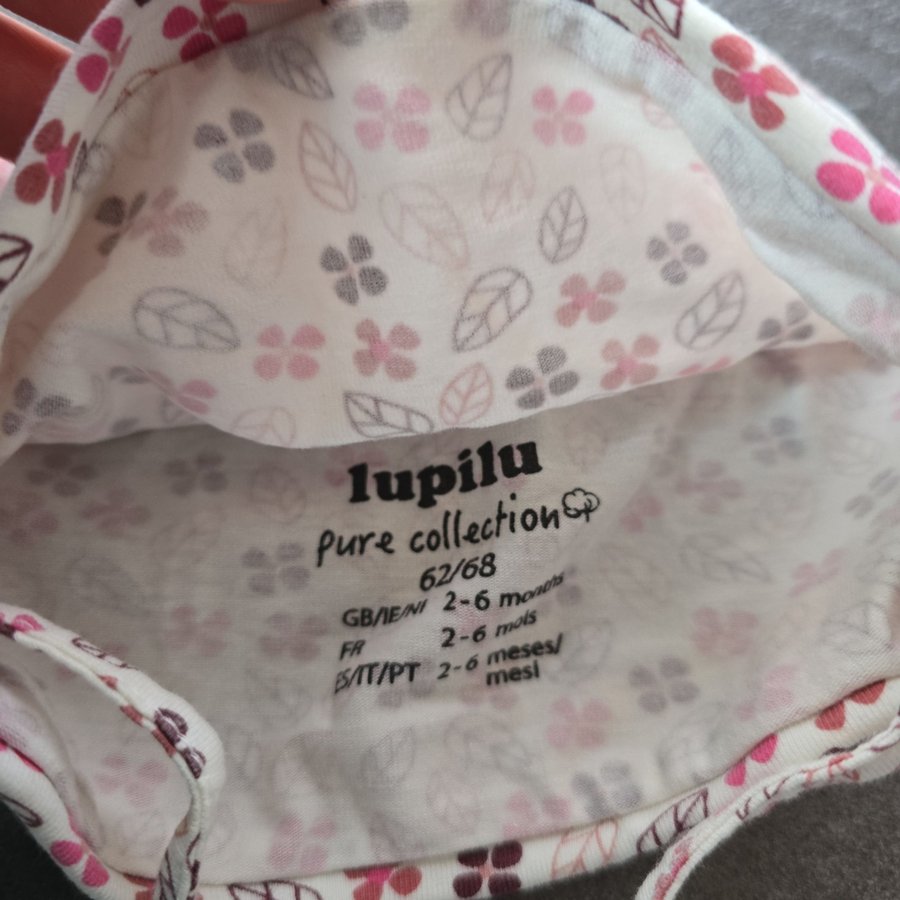 lupilu
pure collection
62/68
GB/IE/NI 2-6 months
FR 2-6 mois
ES/IT/PT 2-6 meses/
mesi